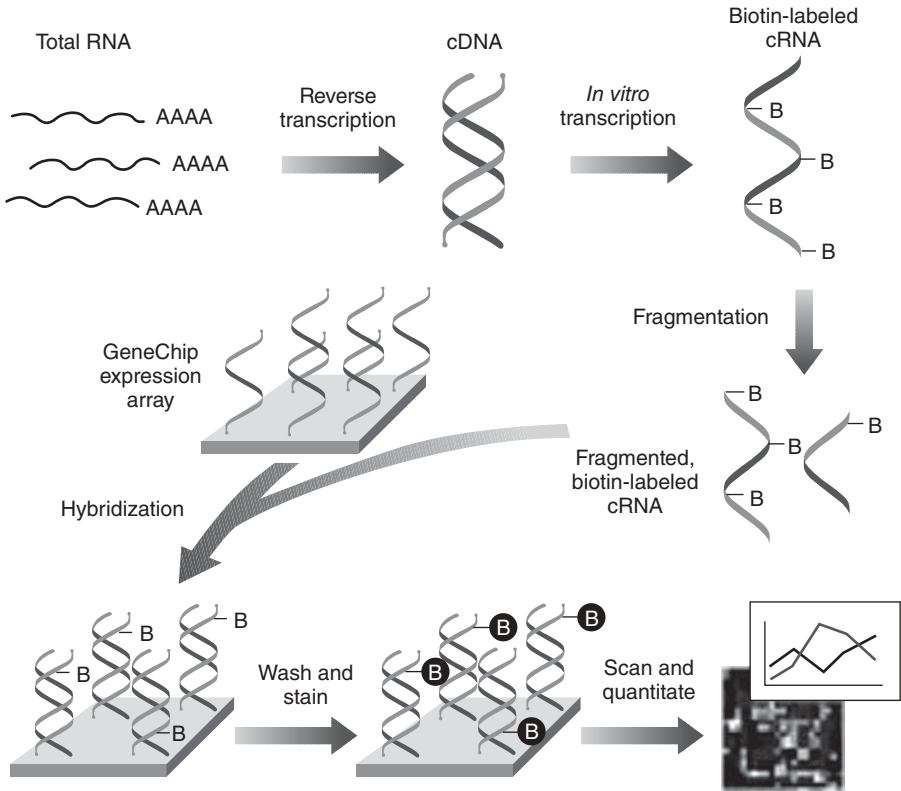 Total RNA
AAAA
AAAA
AAAA
Reverse
transcription
cDNA
In vitro
transcription
Biotin-labeled
cRNA
B
B
B
B
Fragmentation
GeneChip
expression
array
B
B
B
B
Fragmented,
biotin-labeled
cRNA
Hybridization
B
B
B
B
Wash and
stain
B
B
B
B
Scan and
quantitate